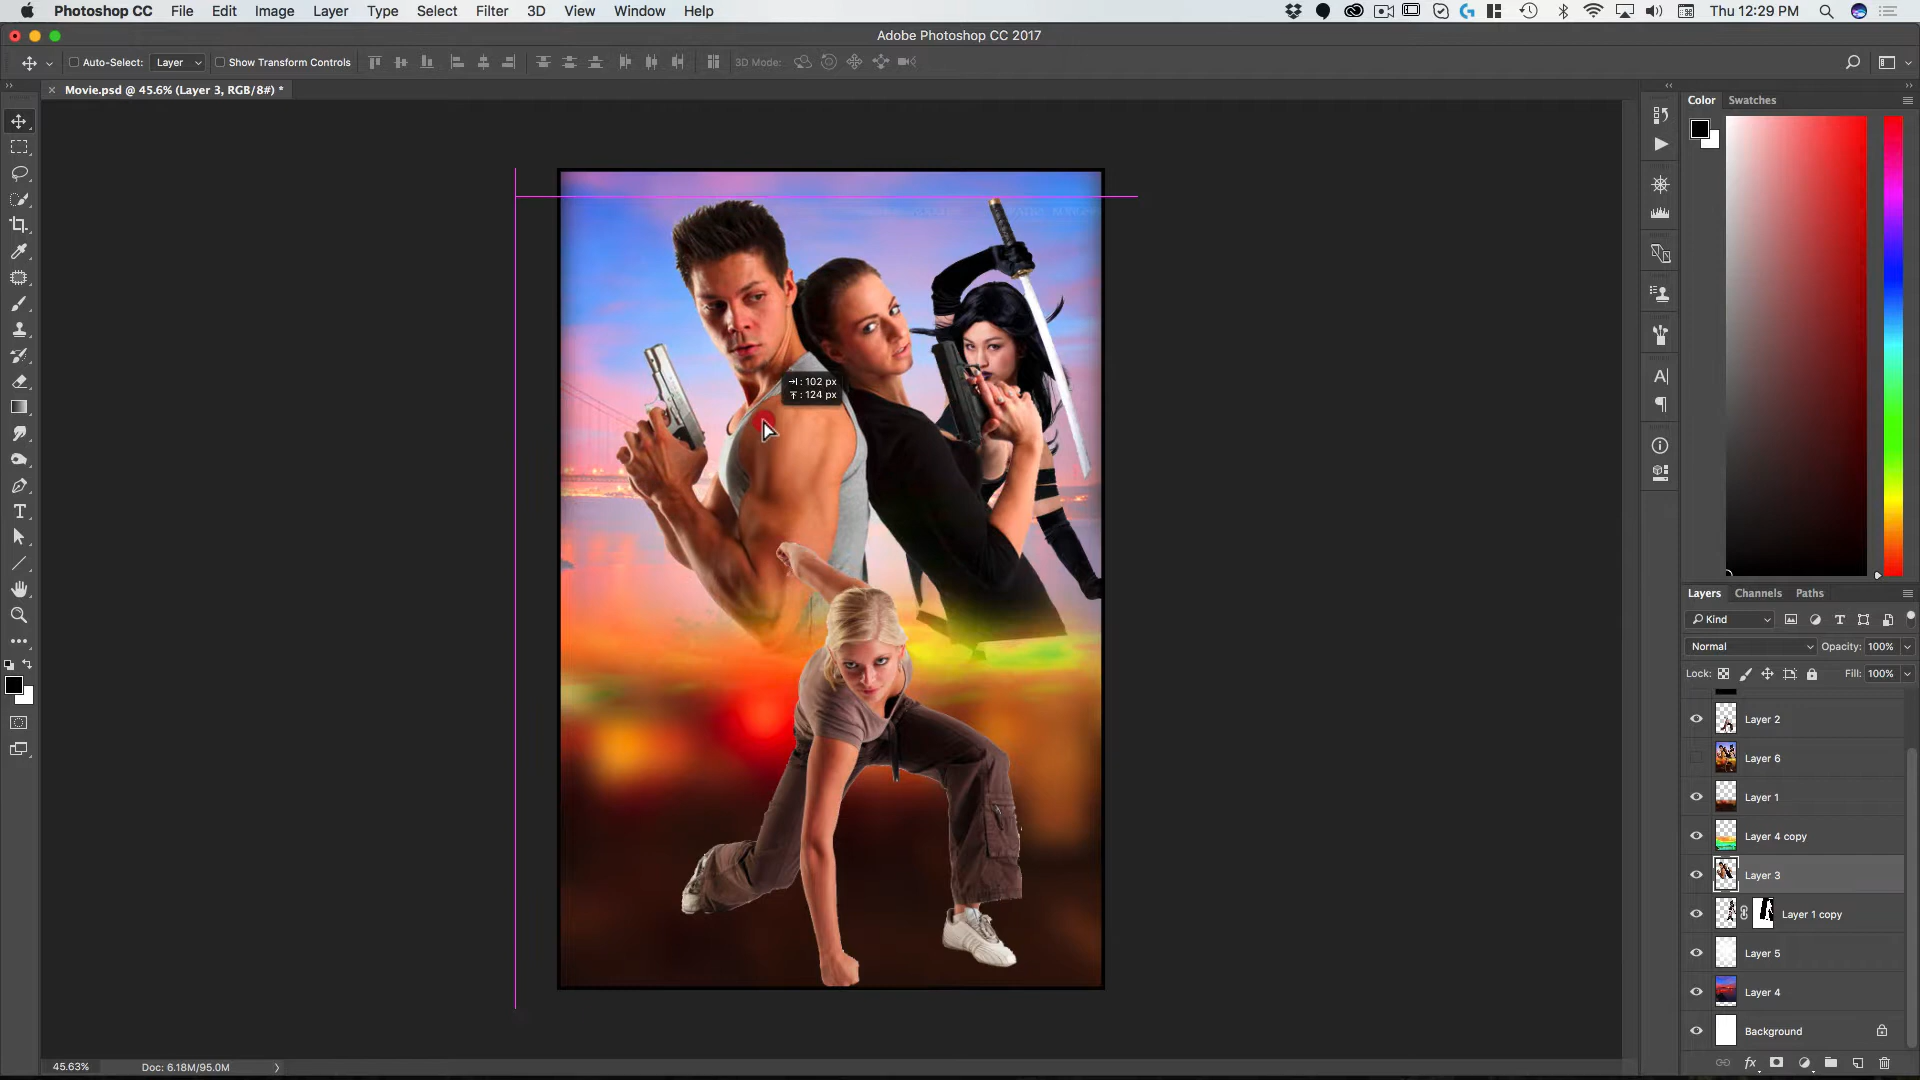 Photoshop CC File Edit Image Layer Type Select Filter 3D View Window Help Thu 12:29 PM
Adobe Photoshop CC 2017
Auto-Select: Layer Show Transform Controls 3D Mode:
Movie.psd @ 45.6% (Layer 3, RGB/8#) *
Color Swatches
: 102 px
: 124 px
Layers Channels Paths
Kind
Normal Opacity: 100%
Lock: Fill: 100%
Layer 2
Layer 6
Layer 1
Layer 4 copy
Layer 3
Layer 1 copy
Layer 5
Layer 4
Background
45.63% Doc: 6.18M/95.0M